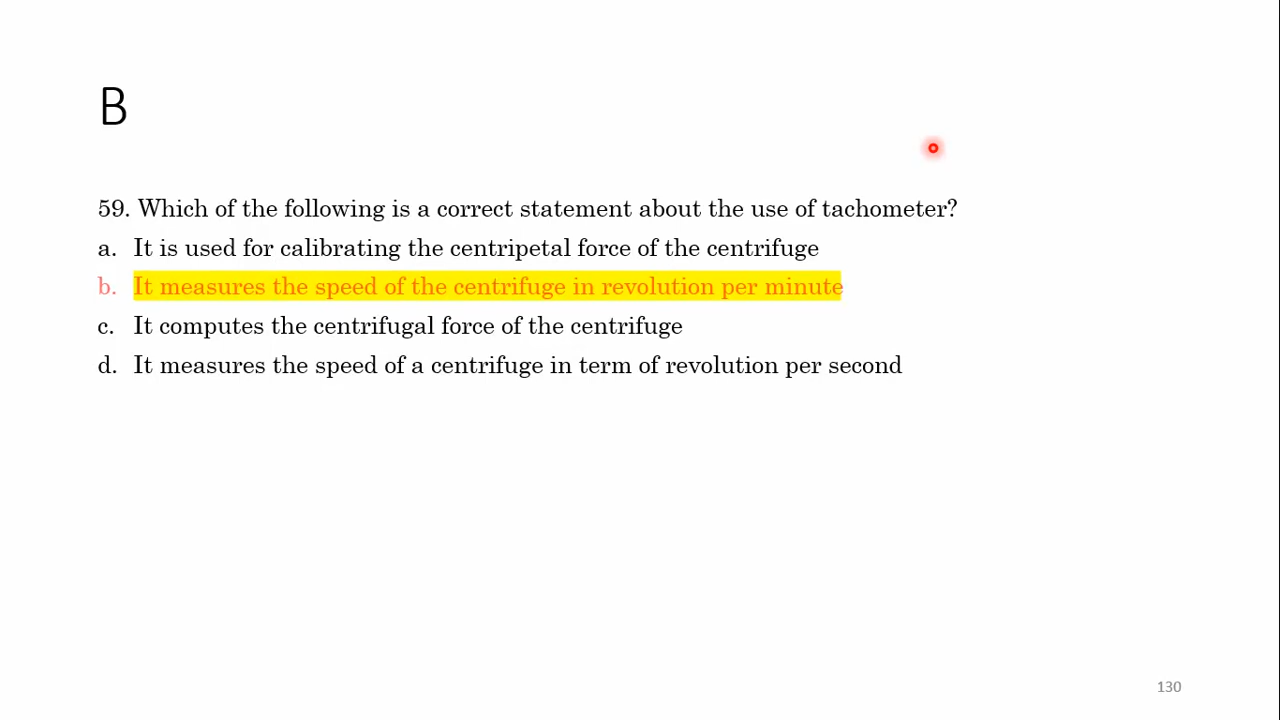 B
59. Which of the following is a correct statement about the use of tachometer?
a. It is used for calibrating the centripetal force of the centrifuge
b. It measures the speed of the centrifuge in revolution per minute
c. It computes the centrifugal force of the centrifuge
d. It measures the speed of a centrifuge in term of revolution per second
130